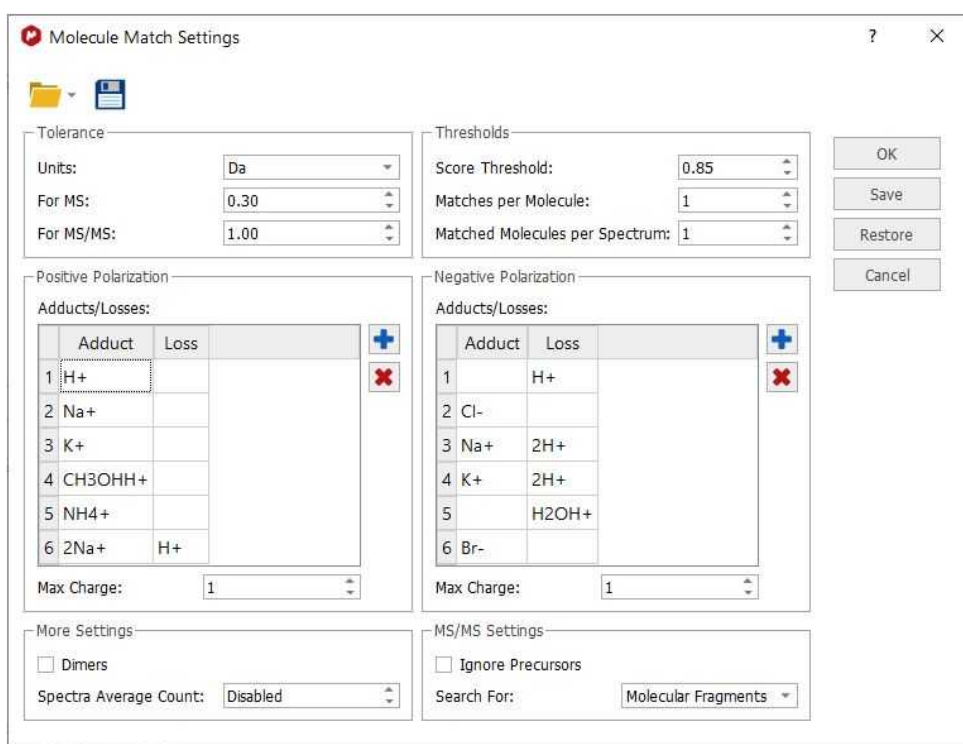 Molecule Match Settings
?
Tolerance
Units: Da
For MS: 0.30
For MS/MS: 1.00
Thresholds
Score Threshold: 0.85
Matches per Molecule: 1
Matched Molecules per Spectrum: 1
OK
Save
Restore
Cancel
Positive Polarization
Adducts/Losses:
Adduct Loss
1 H+
2 Na+
3 K+
4 CH3OHH+
5 NH4+
6 2Na+ H+
Max Charge: 1
Negative Polarization
Adducts/Losses:
Adduct Loss
1 H+
2 Cl-
3 Na+ 2H+
4 K+ 2H+
5 H2OH+
6 Br-
Max Charge: 1
More Settings
Dimers
Spectra Average Count: Disabled
MS/MS Settings
Ignore Precursors
Search For: Molecular Fragments